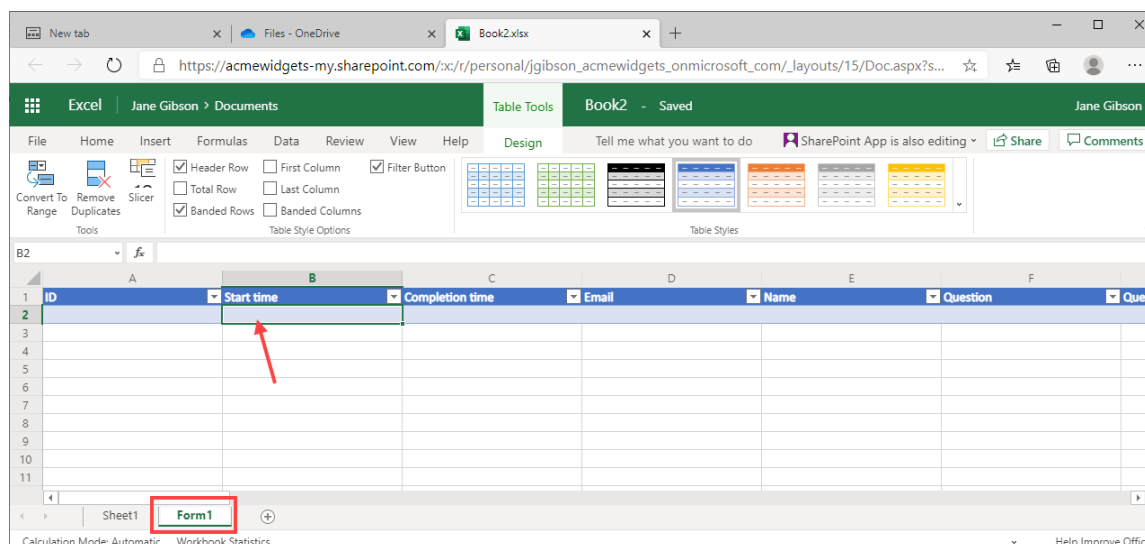 New tab
Files - OneDrive
Book2.xlsx
https://acmewidgets-my.sharepoint.com/:x:/r/personal/jgibson_acmewidgets_onmicrosoft_com/_layouts/15/Doc.aspx?s...
Excel Jane Gibson > Documents Table Tools Book2 - Saved Jane Gibson
File Home Insert Formulas Data Review View Help Design Tell me what you want to do SharePoint App is also editing Share Comments
Convert To Range
Remove Duplicates
Slicer
Header Row First Column Filter Button
Total Row Last Column
Banded Rows Banded Columns
Tools Table Style Options Table Styles
B2 fx
A B C D E F
1 ID Start time Completion time Email Name Question
2
3
4
5
6
7
8
9
10
11
Sheet1 Form1
Calculation Mode: Automatic Workbook Statistics Help Improve